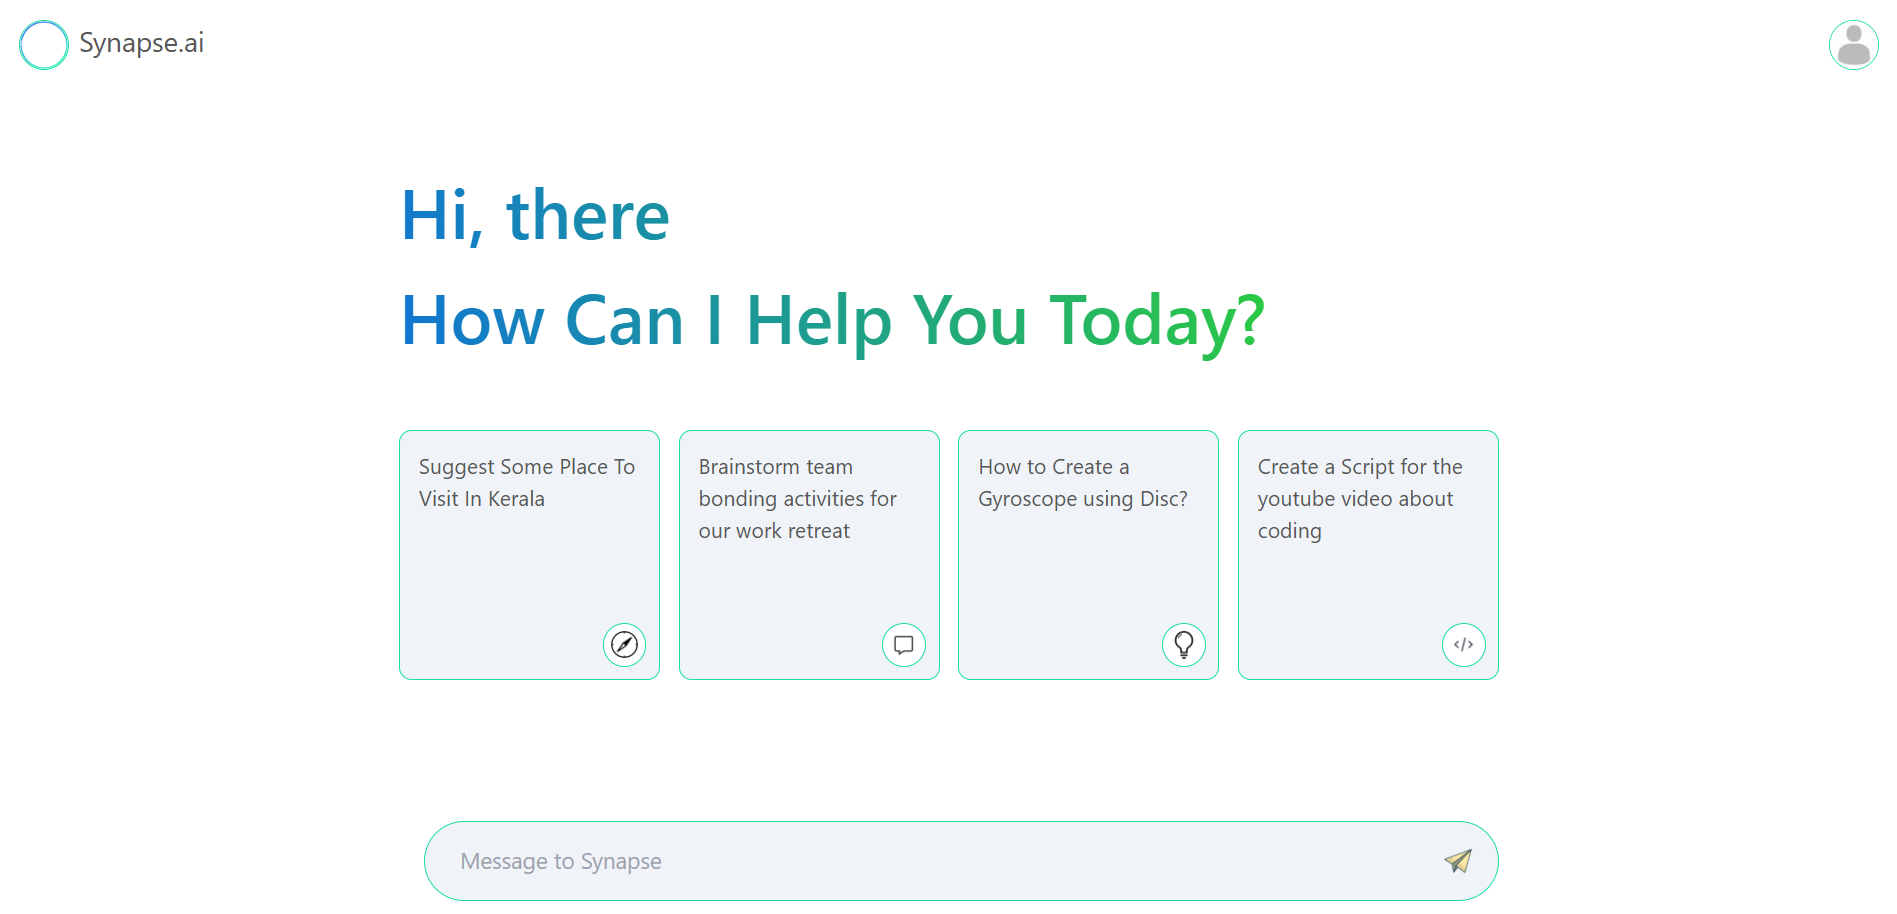 Synapse.ai
Hi, there
How Can I Help You Today?
Suggest Some Place To
Visit In Kerala
Brainstorm team
bonding activities for
our work retreat
How to Create a
Gyroscope using Disc?
Create a Script for the
youtube video about
coding
Message to Synapse